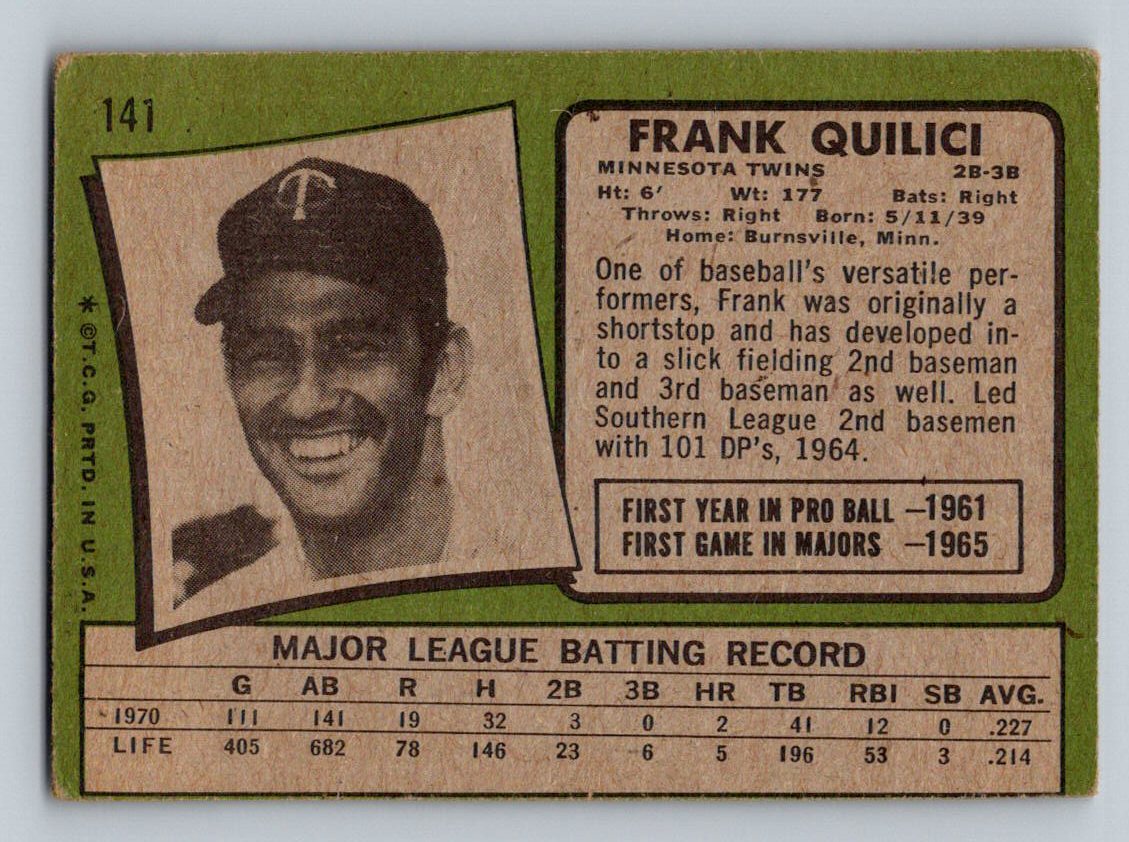 141
T
FRANK QUILICI
MINNESOTA TWINS 2B-3B
Ht: 6' Wt: 177 Bats: Right
Throws: Right Born: 5/11/39
Home: Burnsville, Minn.
One of baseball's versatile per-
formers, Frank was originally a
shortstop and has developed in-
to a slick fielding 2nd baseman
and 3rd baseman as well. Led
Southern League 2nd basemen
with 101 DP's, 1964.
FIRST YEAR IN PRO BALL —1961
FIRST GAME IN MAJORS —1965
* ©T.C.G. PRTD. IN U.S.A.
MAJOR LEAGUE BATTING RECORD
G AB R H 2B 3B HR TB RBI SB AVG.
1970 111 141 19 32 3 0 2 41 12 0 .227
LIFE 405 682 78 146 23 6 5 196 53 3 .214